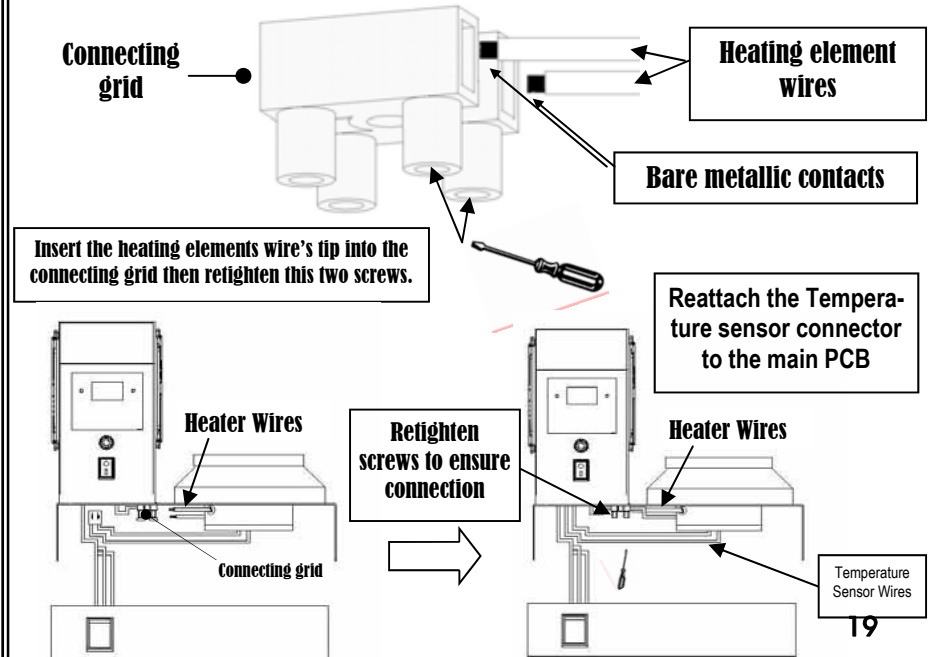 Connecting
grid
Heating element
wires
Bare metallic contacts
Insert the heating elements wire's tip into the
connecting grid then retighten this two screws.
Reattach the Tempera-
ture sensor connector
to the main PCB
Heater Wires
Connecting grid
Retighten
screws to ensure
connection
Heater Wires
Temperature
Sensor Wires
19